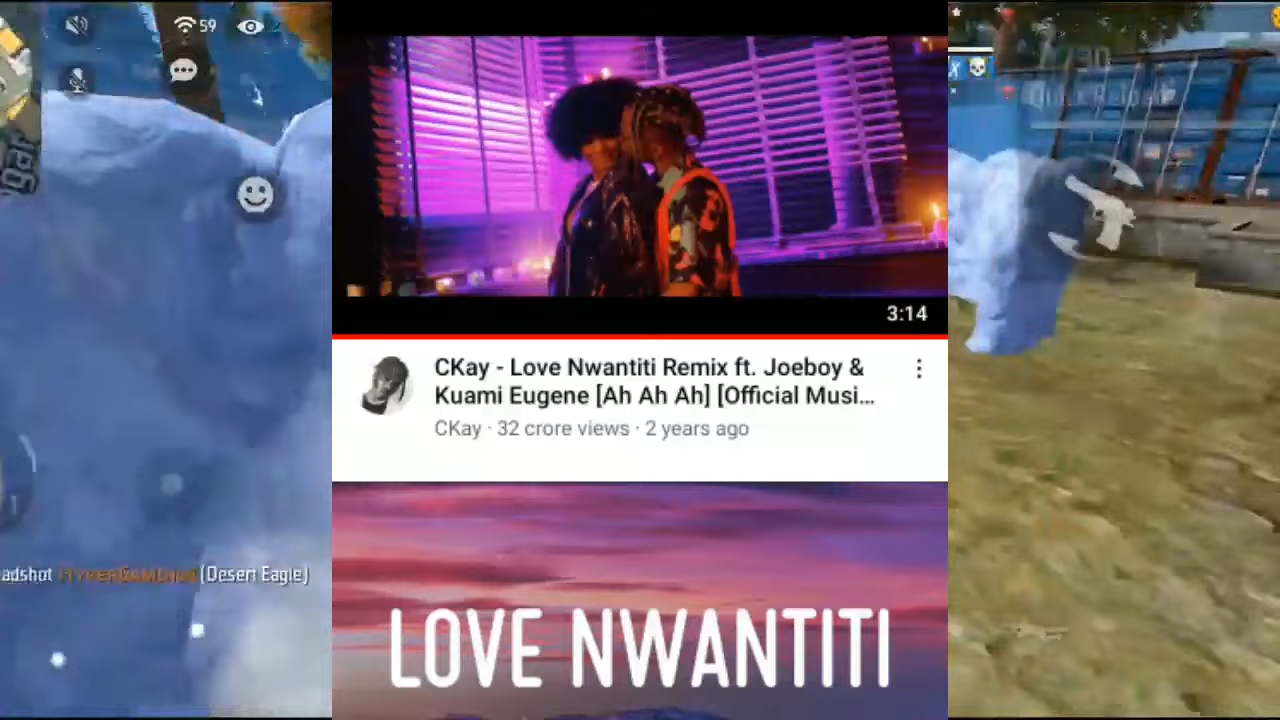 59
3:14
CKay - Love Nwantiti Remix ft. Joeboy &
Kuami Eugene [Ah Ah Ah] [Official Musi...
CKay · 32 crore views · 2 years ago
adshot (Desert Eagle)
LOVE NWANTITI